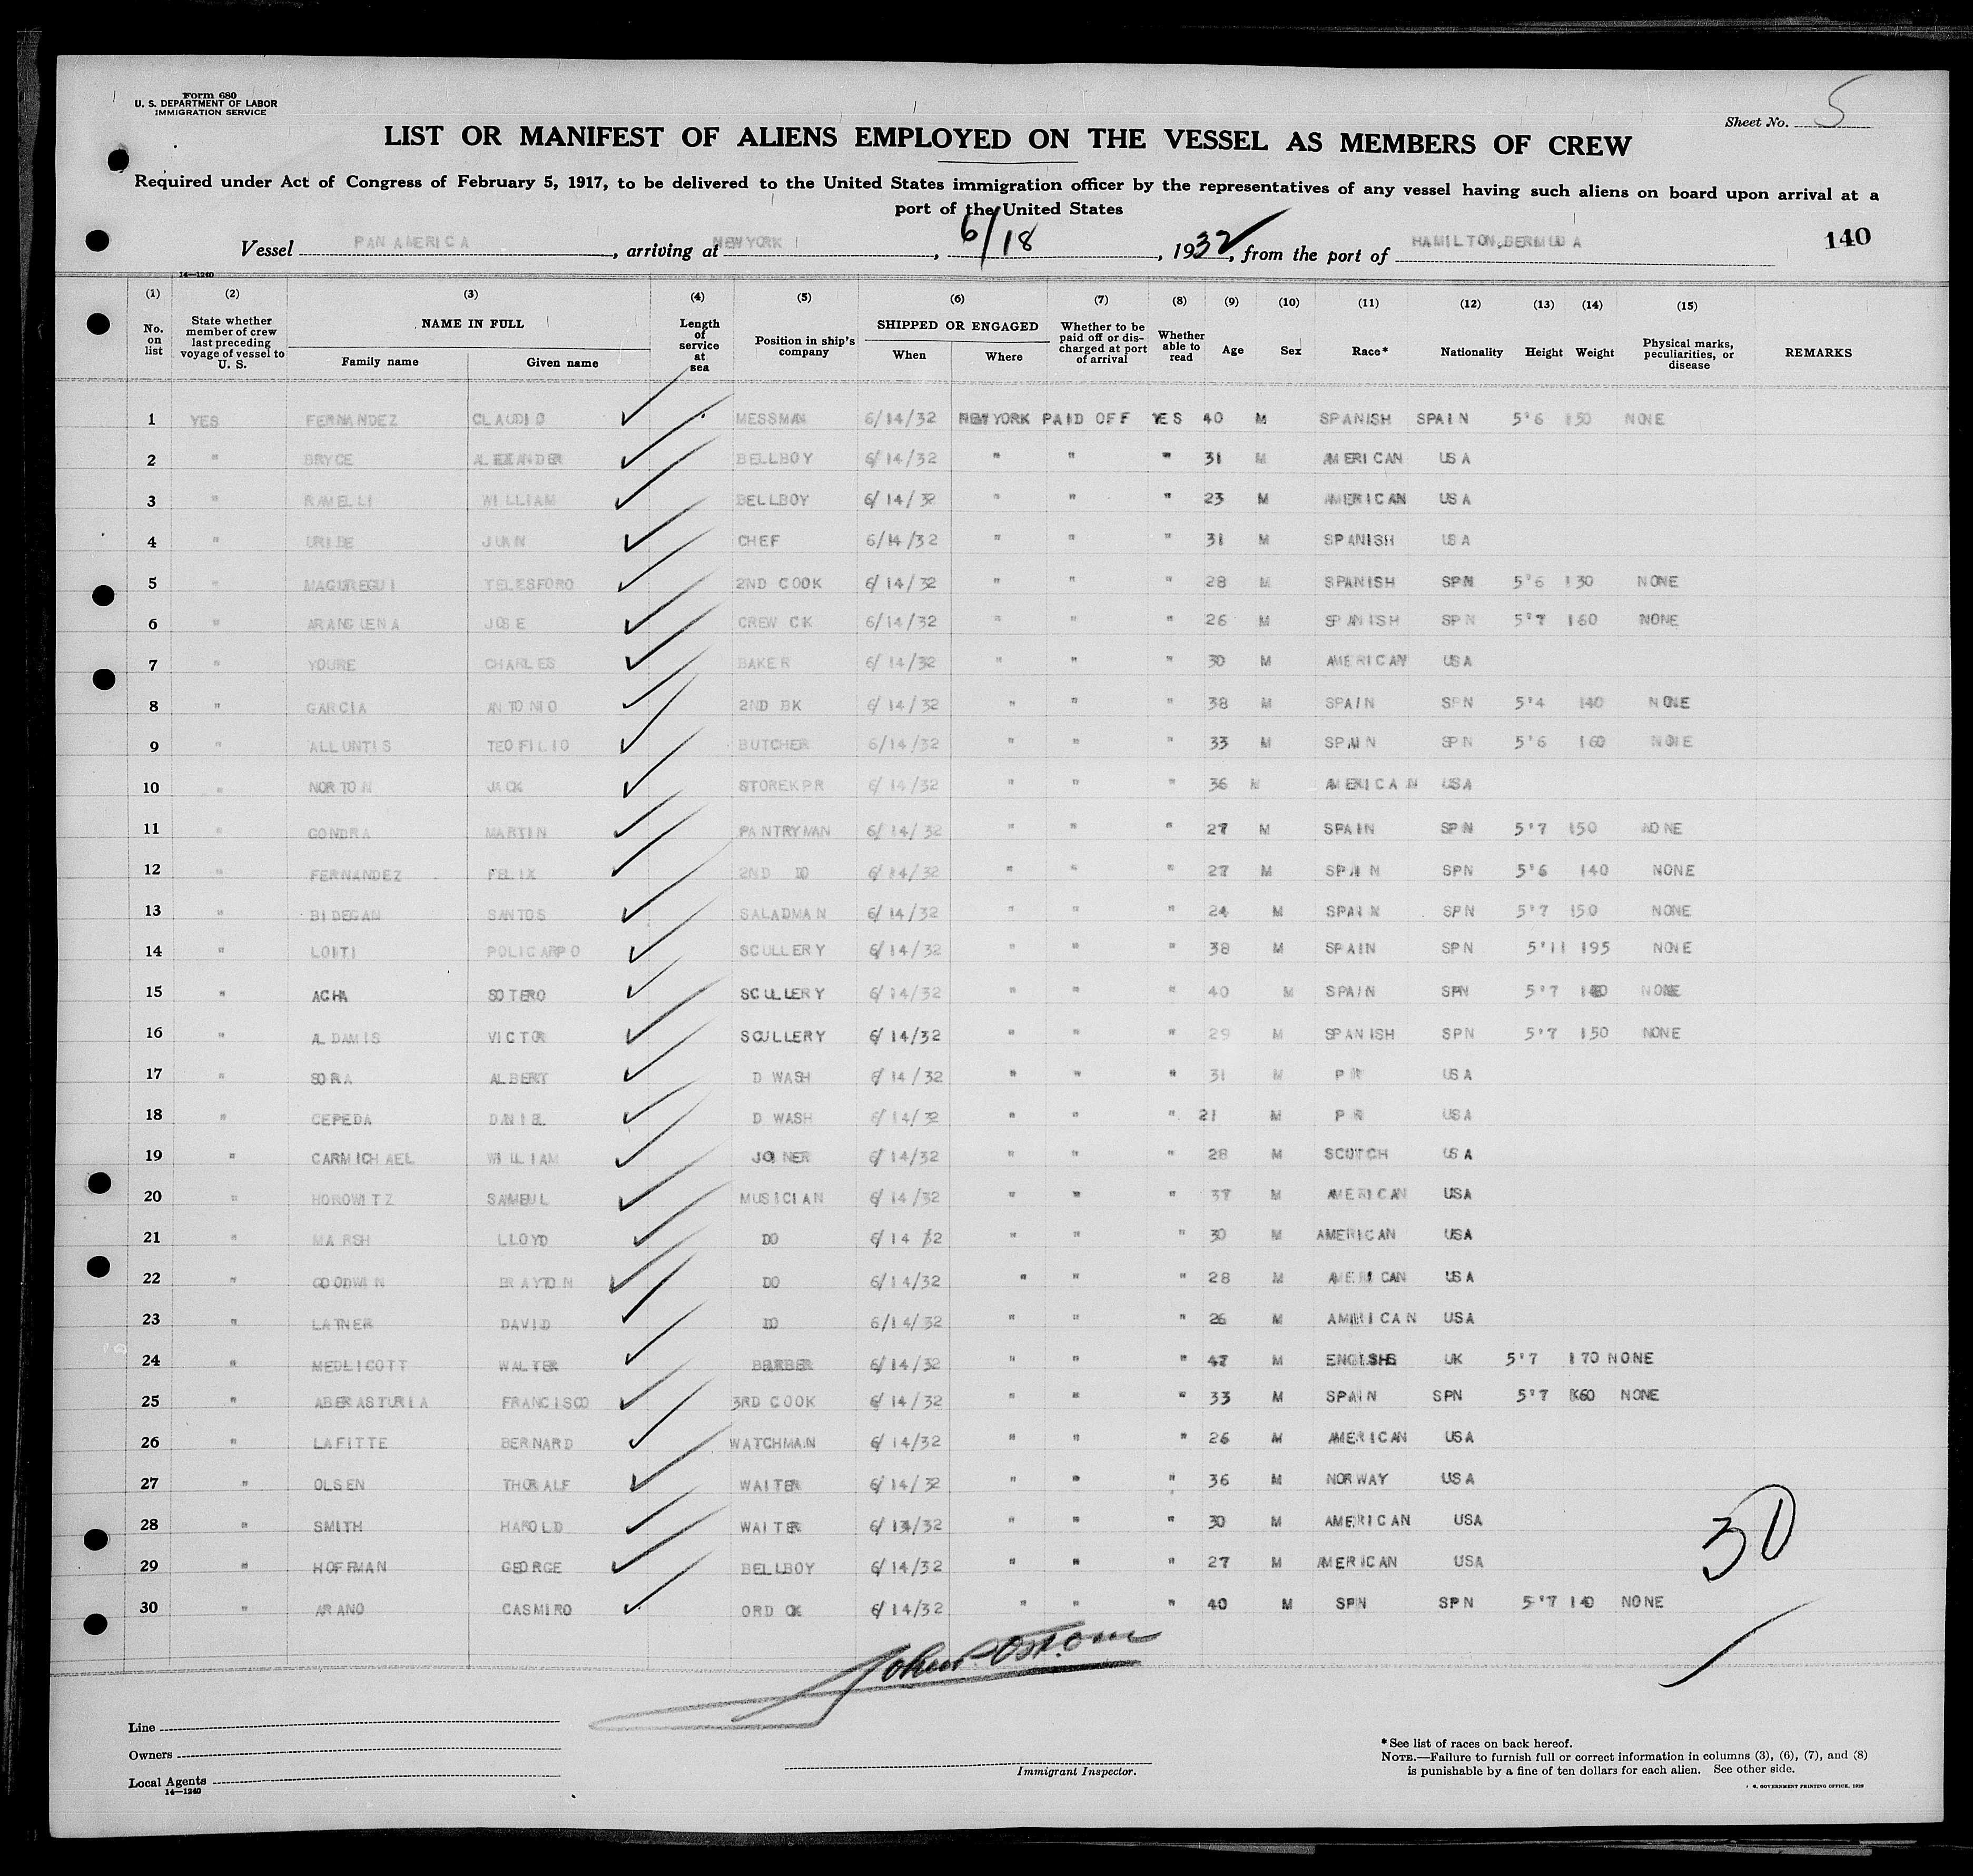 Form 680
U. S. DEPARTMENT OF LABOR
IMMIGRATION SERVICE
Sheet No. 5
LIST OR MANIFEST OF ALIENS EMPLOYED ON THE VESSEL AS MEMBERS OF CREW
Required under Act of Congress of February 5, 1917, to be delivered to the United States immigration officer by the representatives of any vessel having such aliens on board upon arrival at a
port of the United States
Vessel PAN AMERICA, arriving at NEW YORK, 6/18, 1932, from the port of HAMILTON, BERMUDA 140
14—1240
(1) (2) (3) (4) (5) (6) (7) (8) (9) (10) (11) (12) (13) (14) (15)
No. on list State whether member of crew last preceding voyage of vessel to U. S. NAME IN FULL Length of service at sea Position in ship's company SHIPPED OR ENGAGED Whether to be paid off or discharged at port of arrival Whether able to read Age Sex Race* Nationality Height Weight Physical marks, peculiarities, or disease REMARKS
Family name Given name When Where
1 YES FERNANDEZ CLAUDIO MESSMAN 6/14/32 NEW YORK PAID OFF YES 40 M SPANISH SPAIN 5'6 150 NONE
2 " BRYCE ALEXANDER BELLBOY 6/14/32 " " " 31 M AMERICAN USA
3 " RAMELLI WILLIAM BELLBOY 6/14/32 " " " 23 M AMERICAN USA
4 " URIBE JUAN CHEF 6/14/32 " " " 31 M SPANISH USA
5 " MAGUREGUI TELESFORO 2ND COOK 6/14/32 " " " 28 M SPANISH SPN 5'6 130 NONE
6 " ARANGUENA JOSE CREW CK 6/14/32 " " " 26 M SPANISH SPN 5'7 160 NONE
7 " YOURE CHARLES BAKER 6/14/32 " " " 30 M AMERICAN USA
8 " GARCIA ANTONIO 2ND BK 6/14/32 " " " 38 M SPAIN SPN 5'4 140 NONE
9 " ALLUNTIS TEOFILIO BUTCHER 6/14/32 " " " 33 M SPAIN SPN 5'6 160 NONE
10 " NORTON JACK STOREKPR 6/14/32 " " " 36 M AMERICAN USA
11 " GONDRA MARTIN PANTRYMAN 6/14/32 " " " 27 M SPAIN SPN 5'7 150 NONE
12 " FERNANDEZ FELIX 2ND DO 6/14/32 " " " 27 M SPAIN SPN 5'6 140 NONE
13 " BIDEGAN SANTOS SALADMAN 6/14/32 " " " 24 M SPAIN SPN 5'7 150 NONE
14 " LOITI POLICARPO SCULLERY 6/14/32 " " " 38 M SPAIN SPN 5'11 195 NONE
15 " ACHA SOTERO SCULLERY 6/14/32 " " " 40 M SPAIN SPN 5'7 NONE
16 " ALDAMIS VICTOR SCULLERY 6/14/32 " " " 29 M SPANISH SPN 5'7 150 NONE
17 " SORA ALBERT D WASH 6/14/32 " " " 31 M P R USA
18 " CEPEDA DANIEL D WASH 6/14/32 " " " 21 M P R USA
19 " CARMICHAEL WILLIAM JOINER 6/14/32 " " " 28 M SCOTCH USA
20 " HOROWITZ SAMEUL MUSICIAN 6/14/32 " " " 37 M AMERICAN USA
21 " MARSH LLOYD DO 6/14/32 " " " 30 M AMERICAN USA
22 " GOODWIN BRAYTON DO 6/14/32 " " " 28 M AMERICAN USA
23 " LATNER DAVID DO 6/14/32 " " " 26 M AMERICAN USA
24 " MEDLICOTT WALTER BARBER 6/14/32 " " " 47 M UK 5'7 170 NONE
25 " ABERASTURIA FRANCISCO 3RD COOK 6/14/32 " " " 33 M SPAIN SPN 5'7 160 NONE
26 " LAFITTE BERNARD WATCHMAN 6/14/32 " " " 26 M AMERICAN USA
27 " OLSEN THORALF WAITER 6/14/32 " " " 36 M NORWAY USA
28 " SMITH HAROLD WAITER 6/14/32 " " " 30 M AMERICAN USA
29 " HOFFMAN GEORGE BELLBOY 6/14/32 " " " 27 M AMERICAN USA
30 " ARANO CASMIRO ORD CK 6/14/32 " " " 40 M SPN SPN 5'7 140 NONE
30
Line
Owners
Local Agents
14—1240
Immigrant Inspector.
*See list of races on back hereof.
NOTE.—Failure to furnish full or correct information in columns (3), (6), (7), and (8)
is punishable by a fine of ten dollars for each alien. See other side.
GOVERNMENT PRINTING OFFICE, 1929